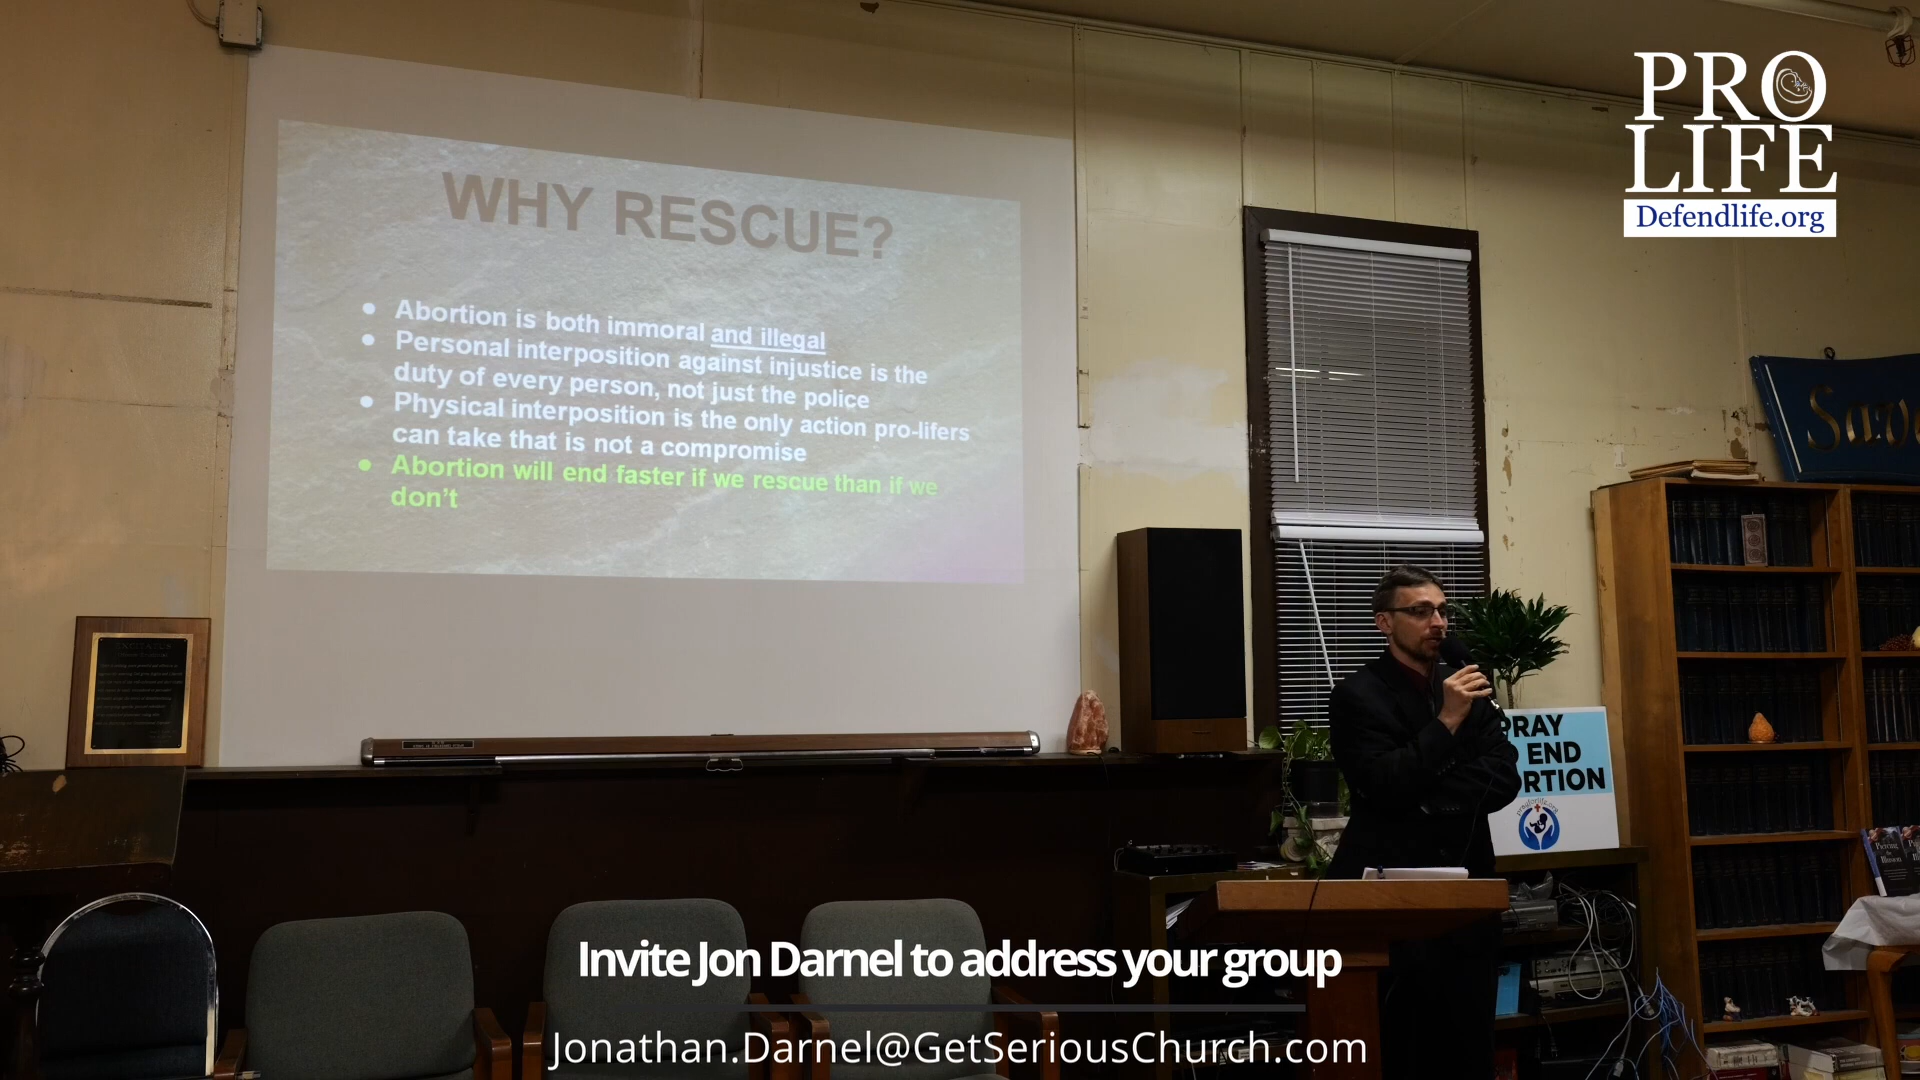 PRO
LIFE
Defendlife.org
WHY RESCUE?
● Abortion is both immoral and illegal
● Personal interposition against injustice is the
duty of every person, not just the police
● Physical interposition is the only action pro-lifers
can take that is not a compromise
● Abortion will end faster if we rescue than if we
don't
PRAY
END
ORTION
Piercing
Illusion
Invite Jon Darnel to address your group
Jonathan.Darnel@GetSeriousChurch.com